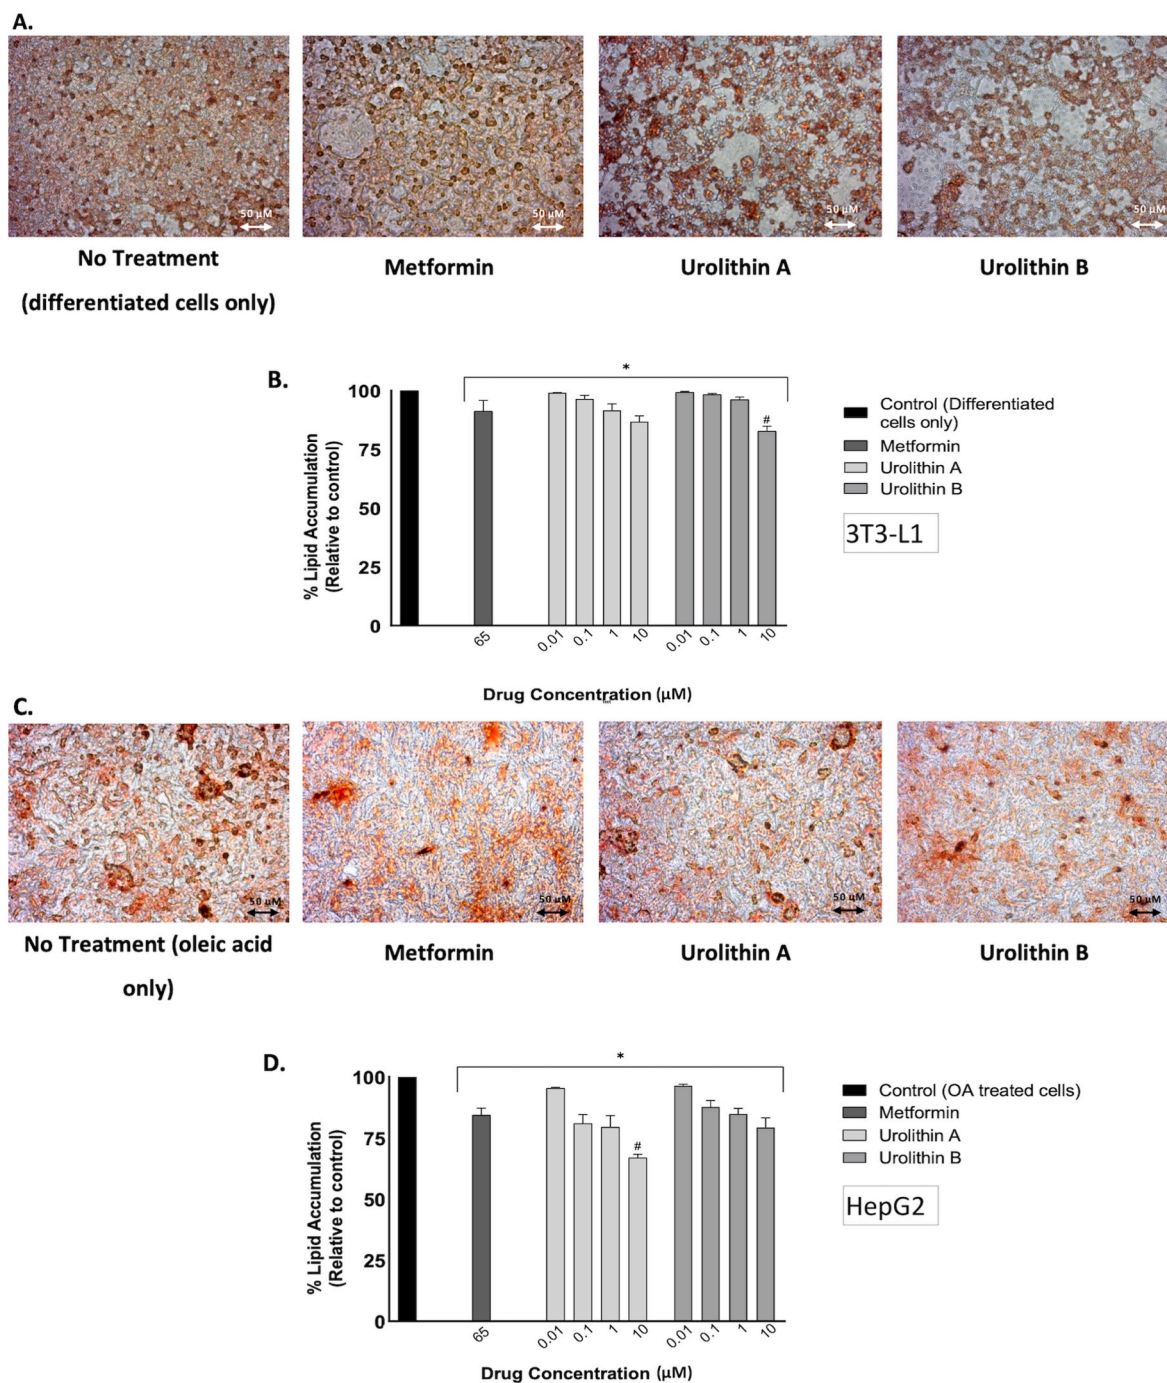 A.
50 µM
50 µM
50 µM
50 µM
No Treatment
(differentiated cells only)
Metformin
Urolithin A
Urolithin B
B.
*
#
% Lipid Accumulation
(Relative to control)
100
75
50
25
0
65
0.01
0.1
1
10
0.01
0.1
1
10
Drug Concentration (µM)
Control (Differentiated
cells only)
Metformin
Urolithin A
Urolithin B
3T3-L1
C.
50 µM
50 µM
50 µM
50 µM
No Treatment (oleic acid
only)
Metformin
Urolithin A
Urolithin B
D.
*
#
% Lipid Accumulation
(Relative to control)
100
75
50
25
0
65
0.01
0.1
1
10
0.01
0.1
1
10
Drug Concentration (µM)
Control (OA treated cells)
Metformin
Urolithin A
Urolithin B
HepG2